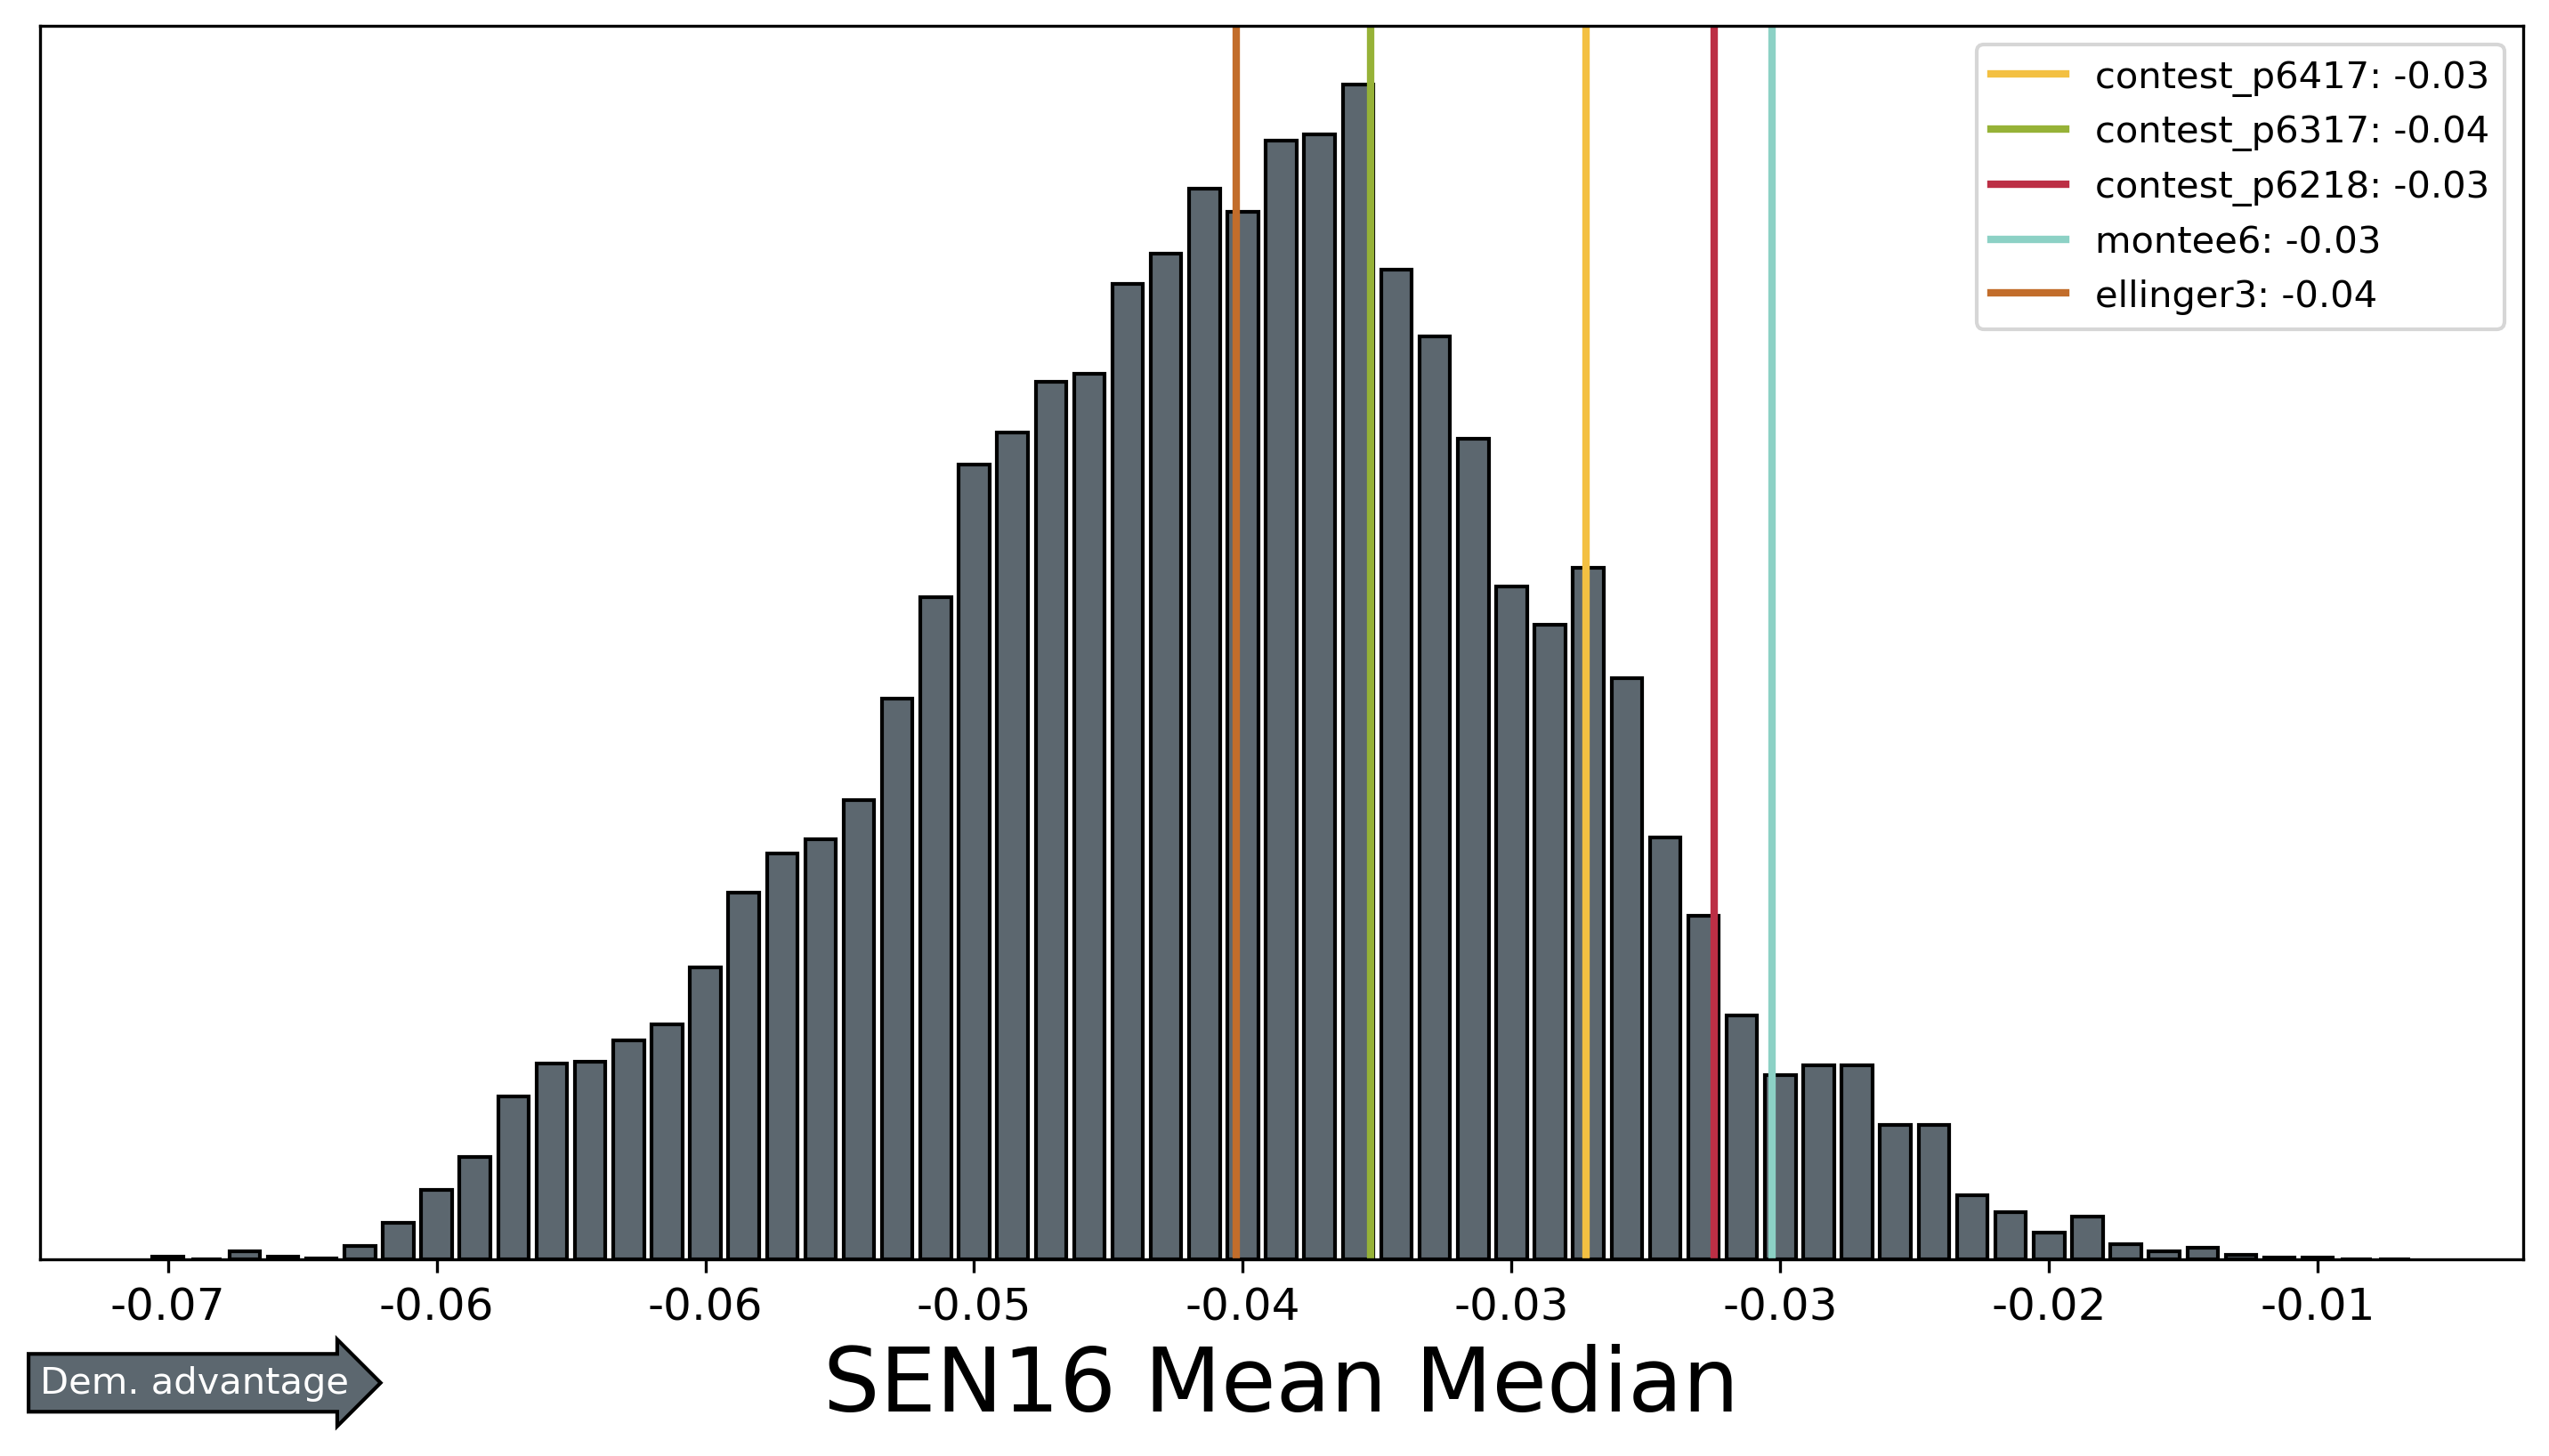 contest_p6417: -0.03
contest_p6317: -0.04
contest_p6218: -0.03
montee6: -0.03
ellinger3: -0.04
-0.07 -0.06 -0.06 -0.05 -0.04 -0.03 -0.03 -0.02 -0.01
Dem. advantage
SEN16 Mean Median